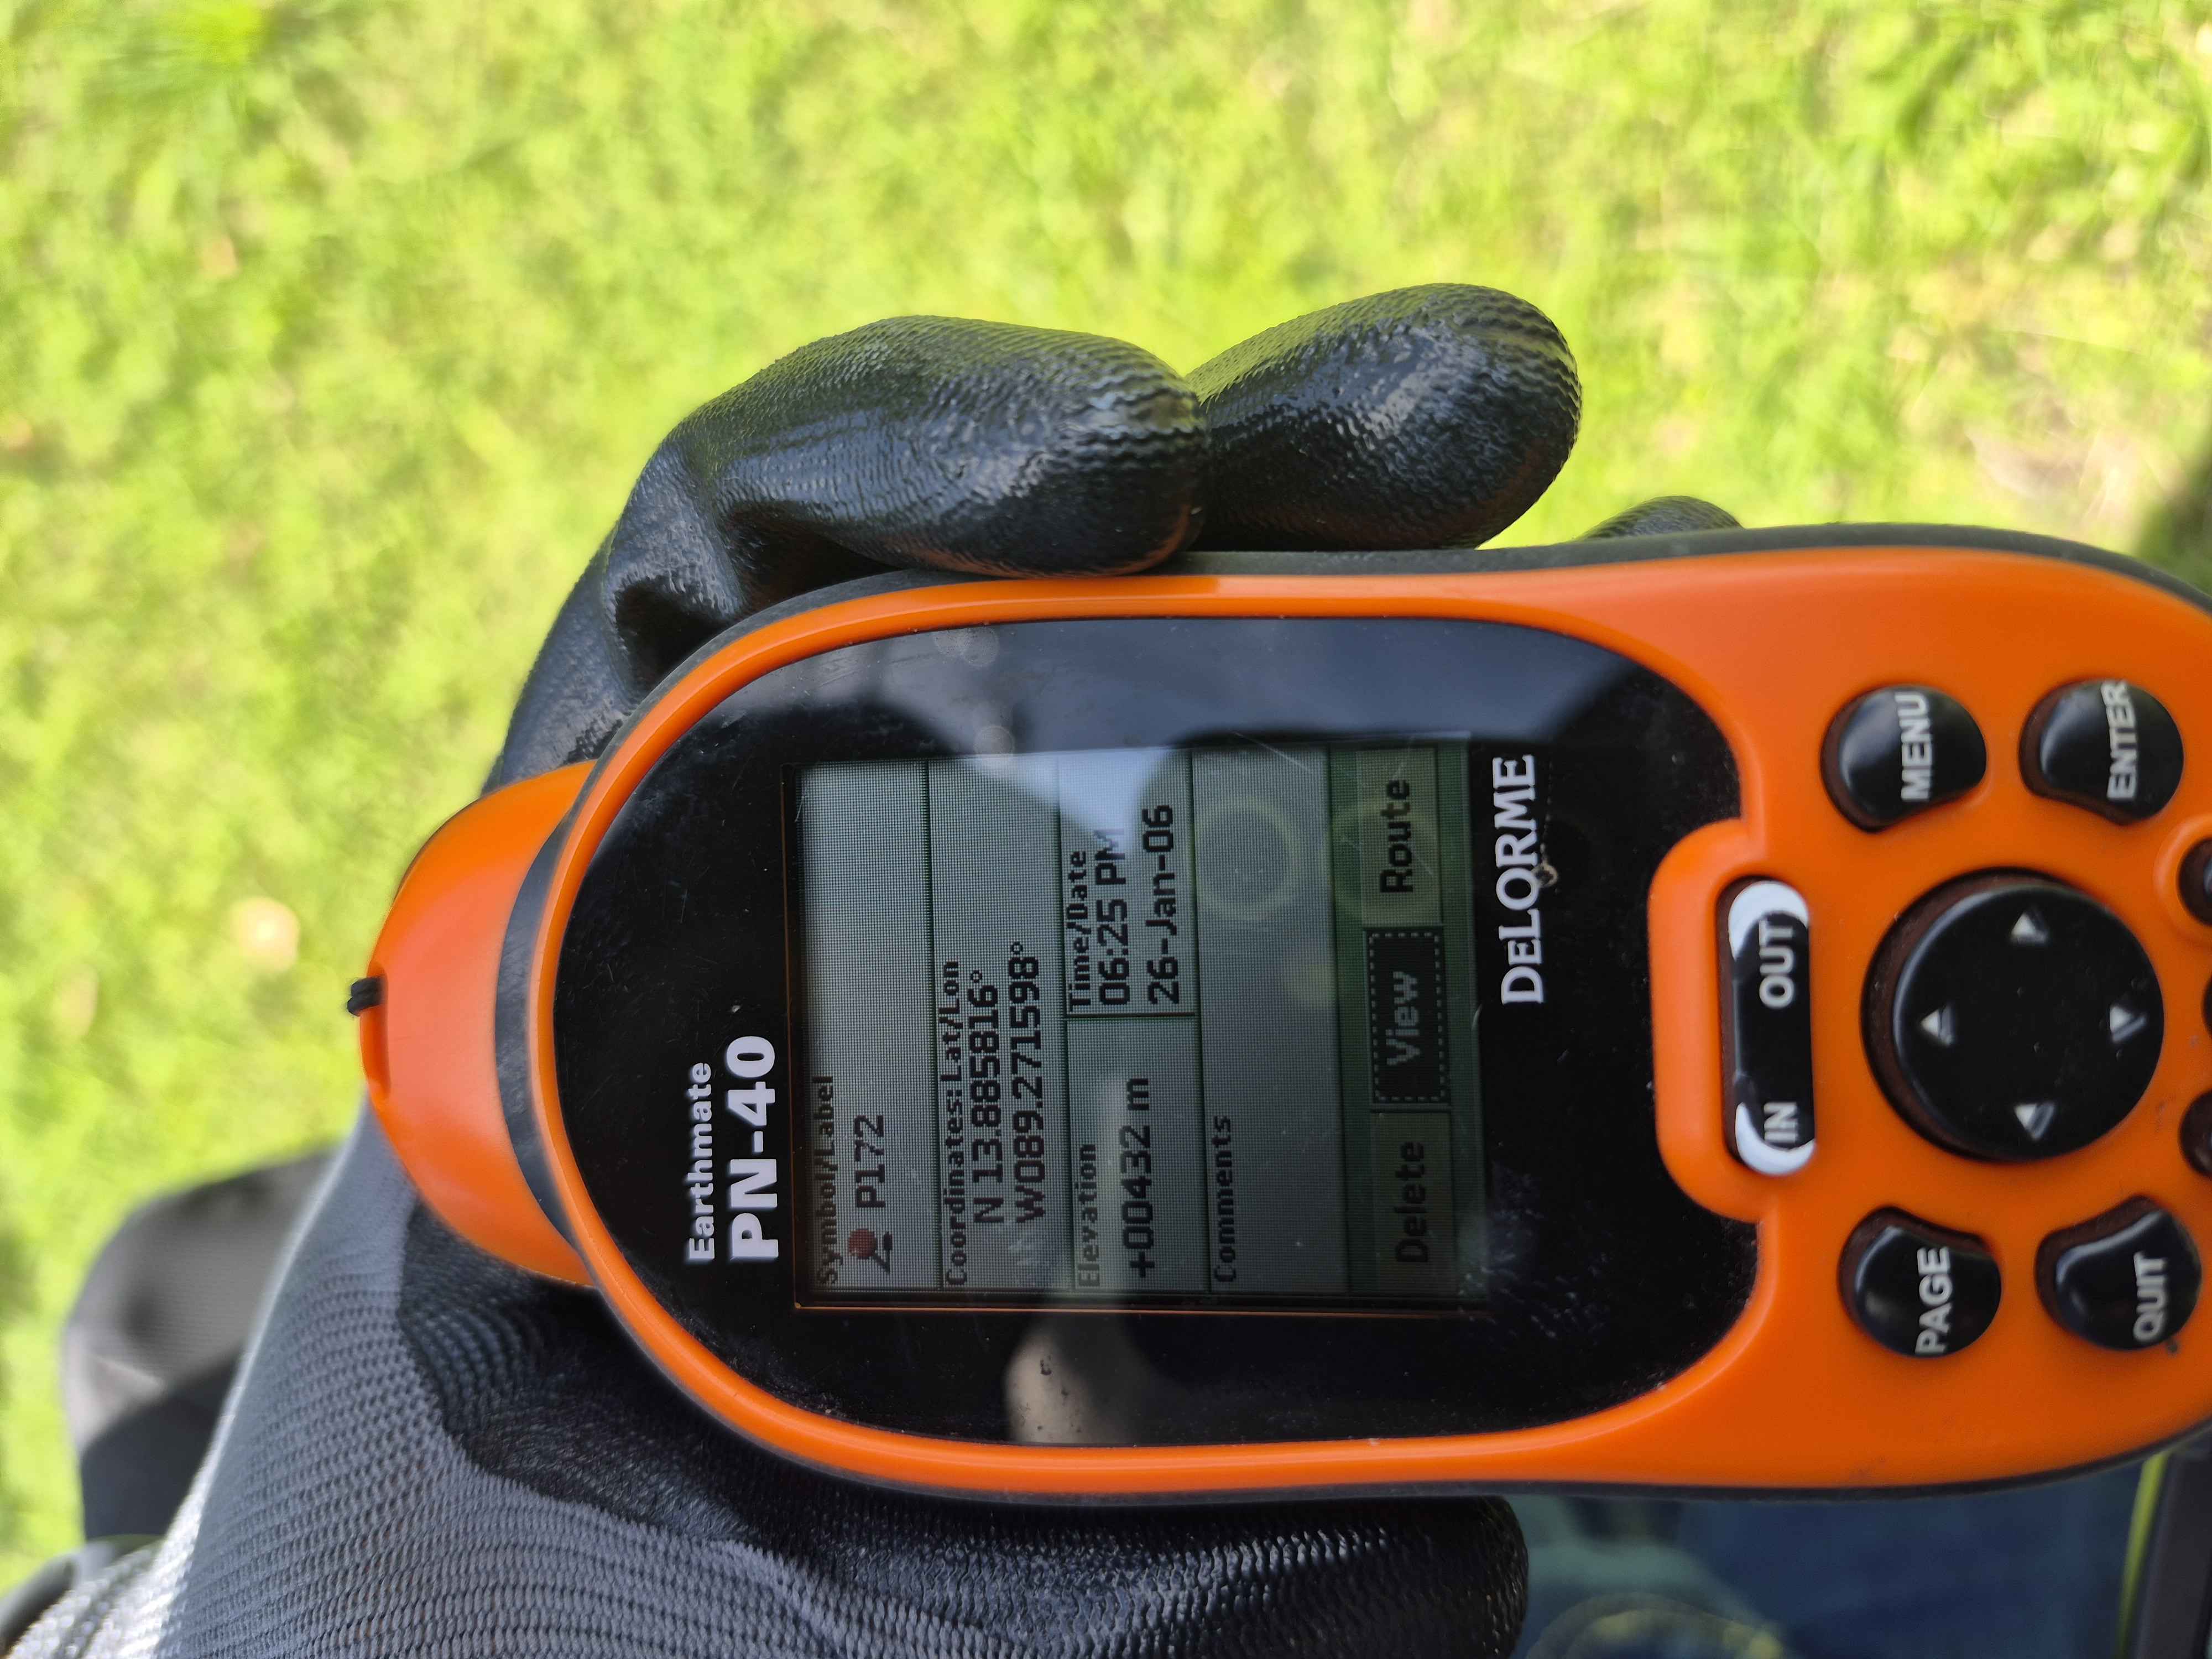 Earthmate
PN-40
Symbol/Label
P172
Coordinates:Lat/Lon
N 13.885816°
W089.271598°
Elevation
+00432 m
Time/Date
06:25 PM
26-Jan-06
Comments
Delete View Route
DELORME
IN OUT
PAGE
MENU
QUIT
ENTER